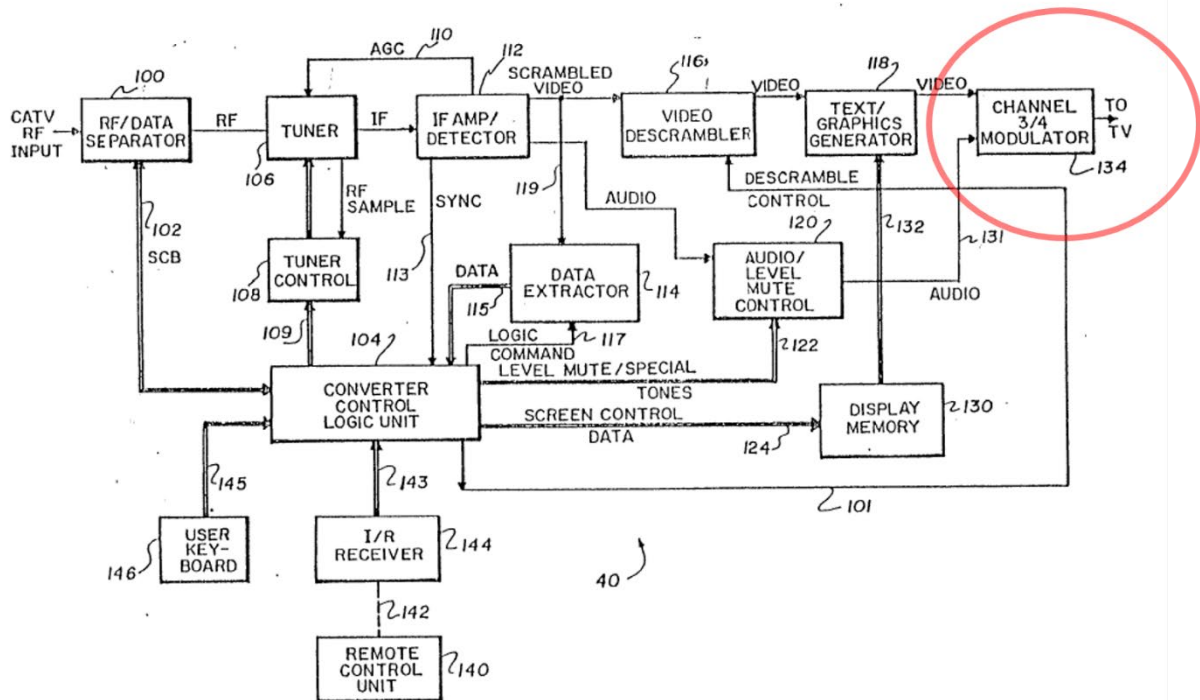 110
AGC
112
116
118
100
SCRAMBLED
VIDEO
VIDEO
VIDEO
CATV
RF
INPUT
RF/DATA
SEPARATOR
RF
TUNER
IF
IF AMP/
DETECTOR
VIDEO
DESCRAMBLER
TEXT/
GRAPHICS
GENERATOR
CHANNEL
3/4
MODULATOR
TO
TV
134
106
RF
SAMPLE
SYNC
119
AUDIO
DESCRAMBLE
CONTROL
102
SCB
108
TUNER
CONTROL
113
DATA
115
DATA
EXTRACTOR
114
120
AUDIO/
LEVEL
MUTE
CONTROL
132
131
AUDIO
109
104
LOGIC
COMMAND
117
122
LEVEL MUTE/SPECIAL
TONES
CONVERTER
CONTROL
LOGIC UNIT
SCREEN CONTROL
DATA
124
DISPLAY
MEMORY
130
145
143
101
146
USER
KEY-
BOARD
I/R
RECEIVER
144
40
142
REMOTE
CONTROL
UNIT
140